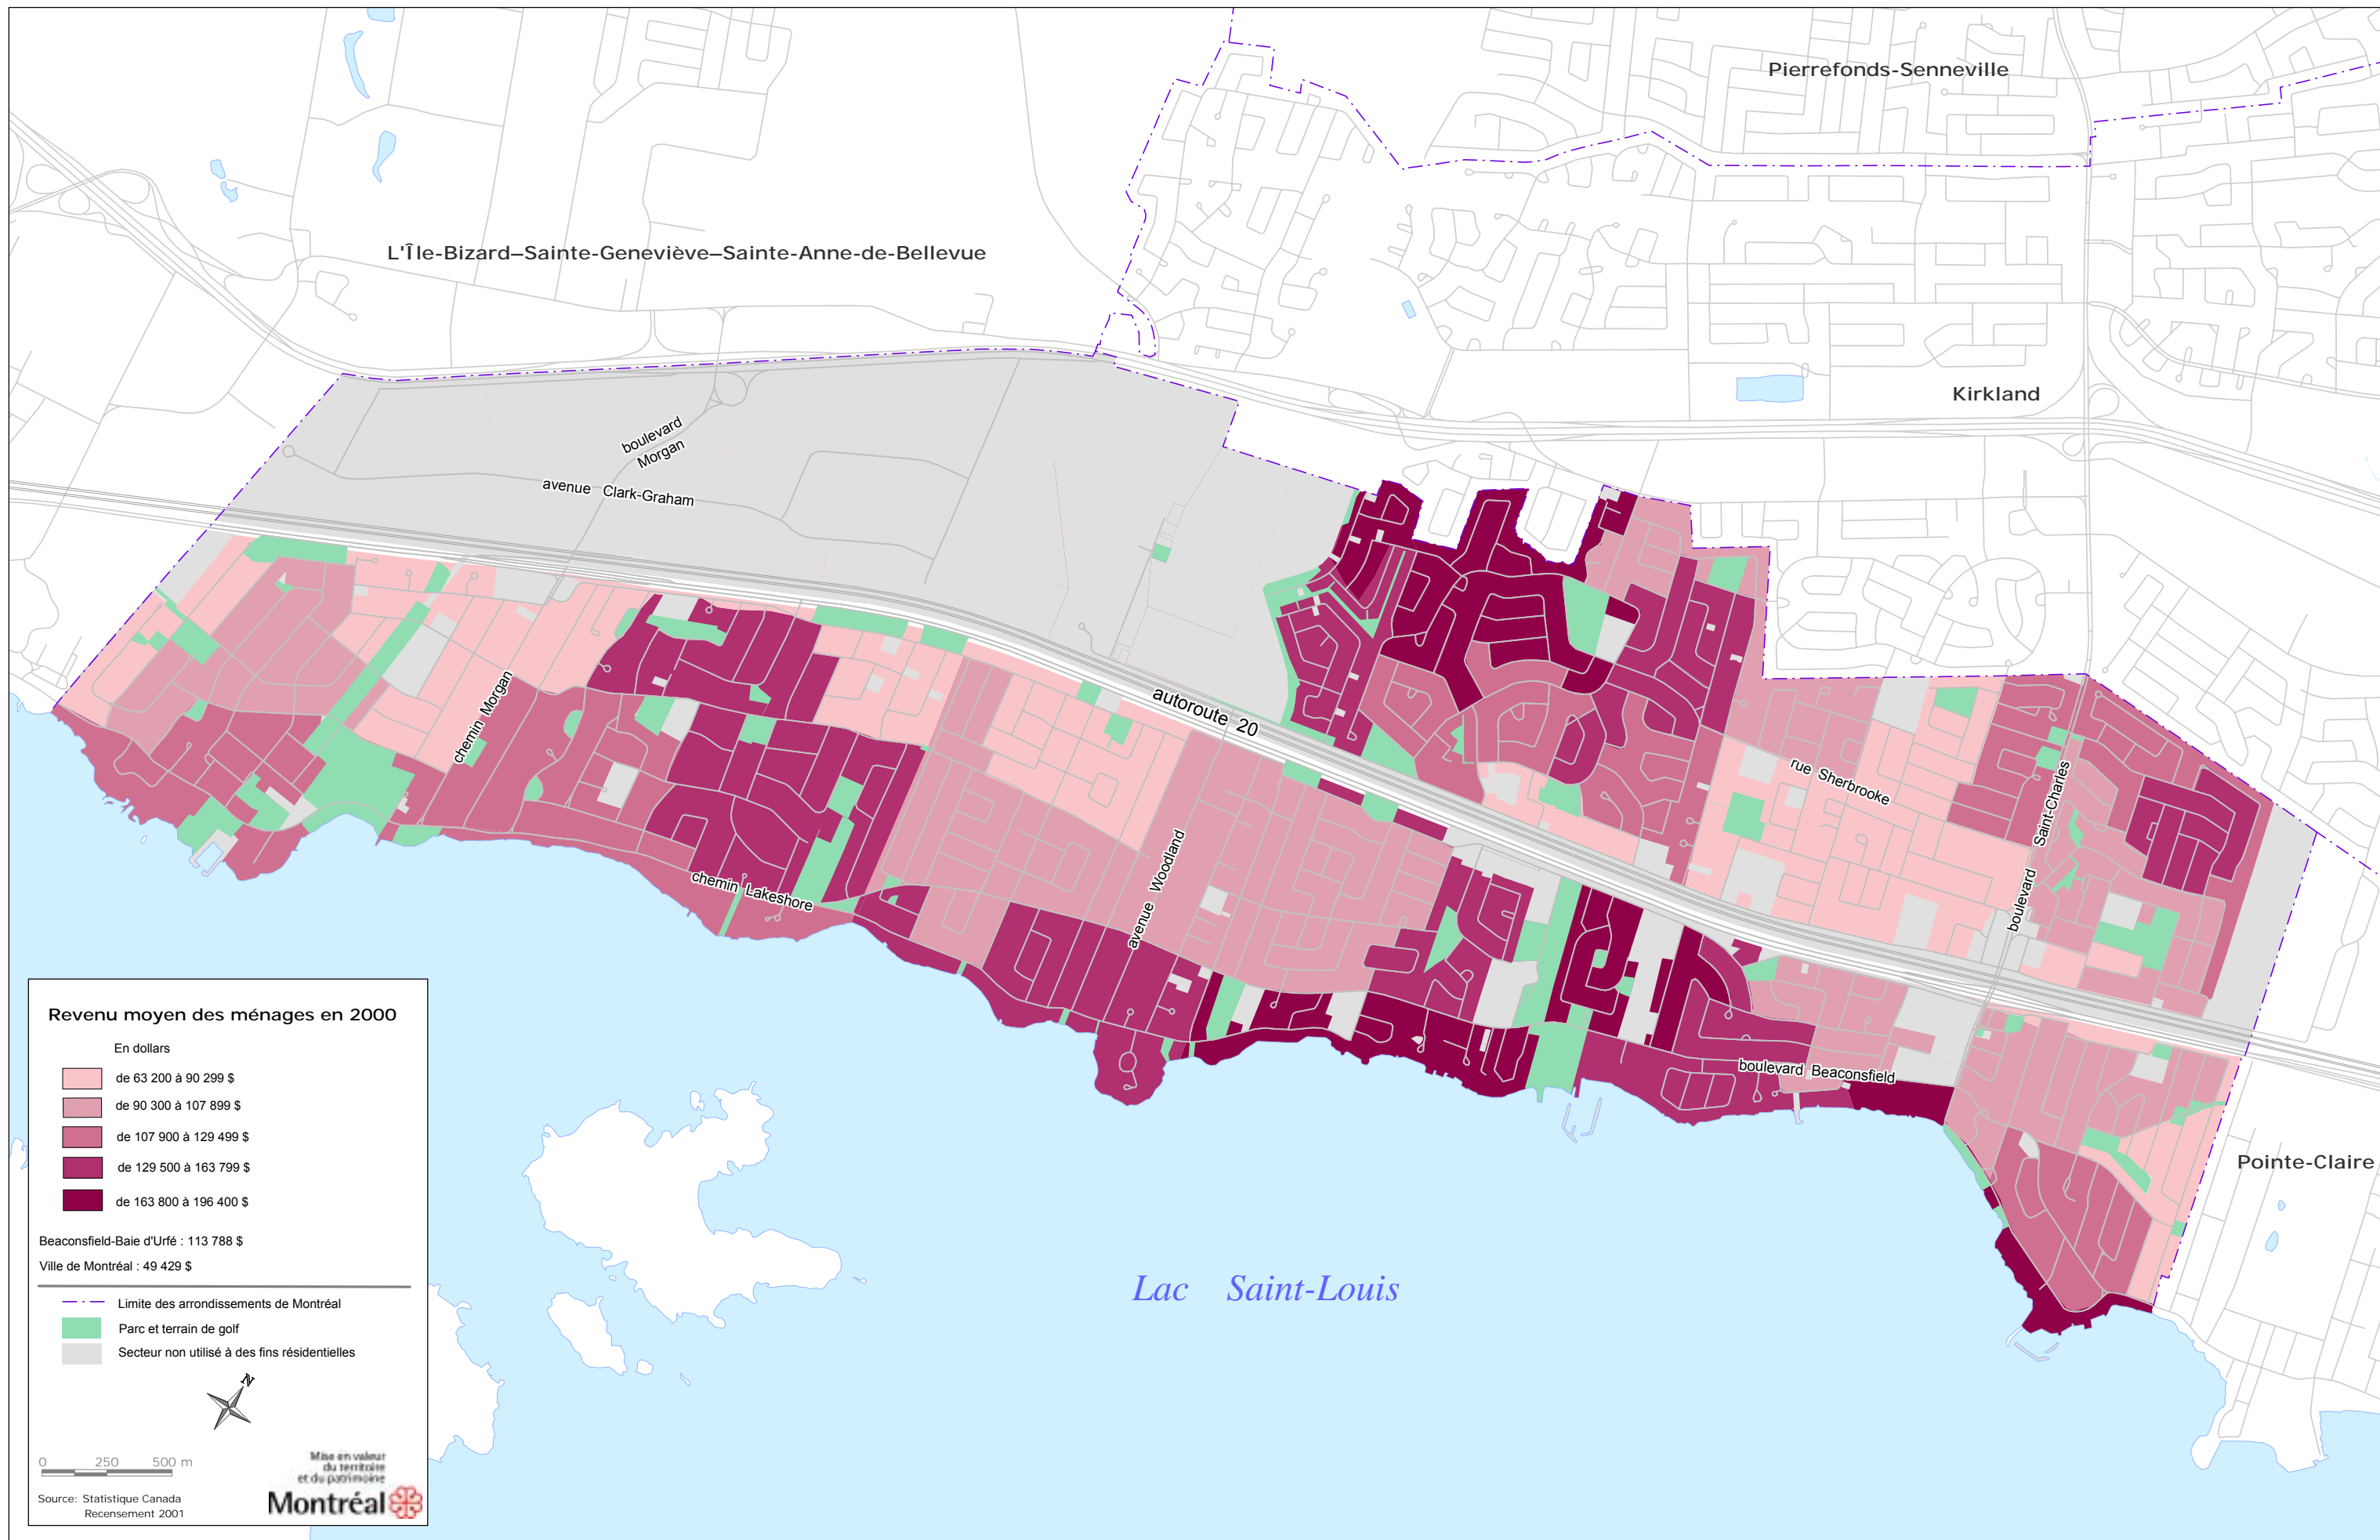 Pierrefonds-Senneville
L'Île-Bizard–Sainte-Geneviève–Sainte-Anne-de-Bellevue
Kirkland
boulevard
Morgan
avenue Clark-Graham
autoroute 20
chemin Morgan
rue Sherbrooke
boulevard Saint-Charles
avenue Woodland
chemin Lakeshore
boulevard Beaconsfield
Pointe-Claire
Lac Saint-Louis
Revenu moyen des ménages en 2000
En dollars
de 63 200 à 90 299 $
de 90 300 à 107 899 $
de 107 900 à 129 499 $
de 129 500 à 163 799 $
de 163 800 à 196 400 $
Beaconsfield-Baie d'Urfé : 113 788 $
Ville de Montréal : 49 429 $
Limite des arrondissements de Montréal
Parc et terrain de golf
Secteur non utilisé à des fins résidentielles
N
0 250 500 m
Mise en valeur
du territoire
et du patrimoine
Montréal
Source: Statistique Canada
Recensement 2001